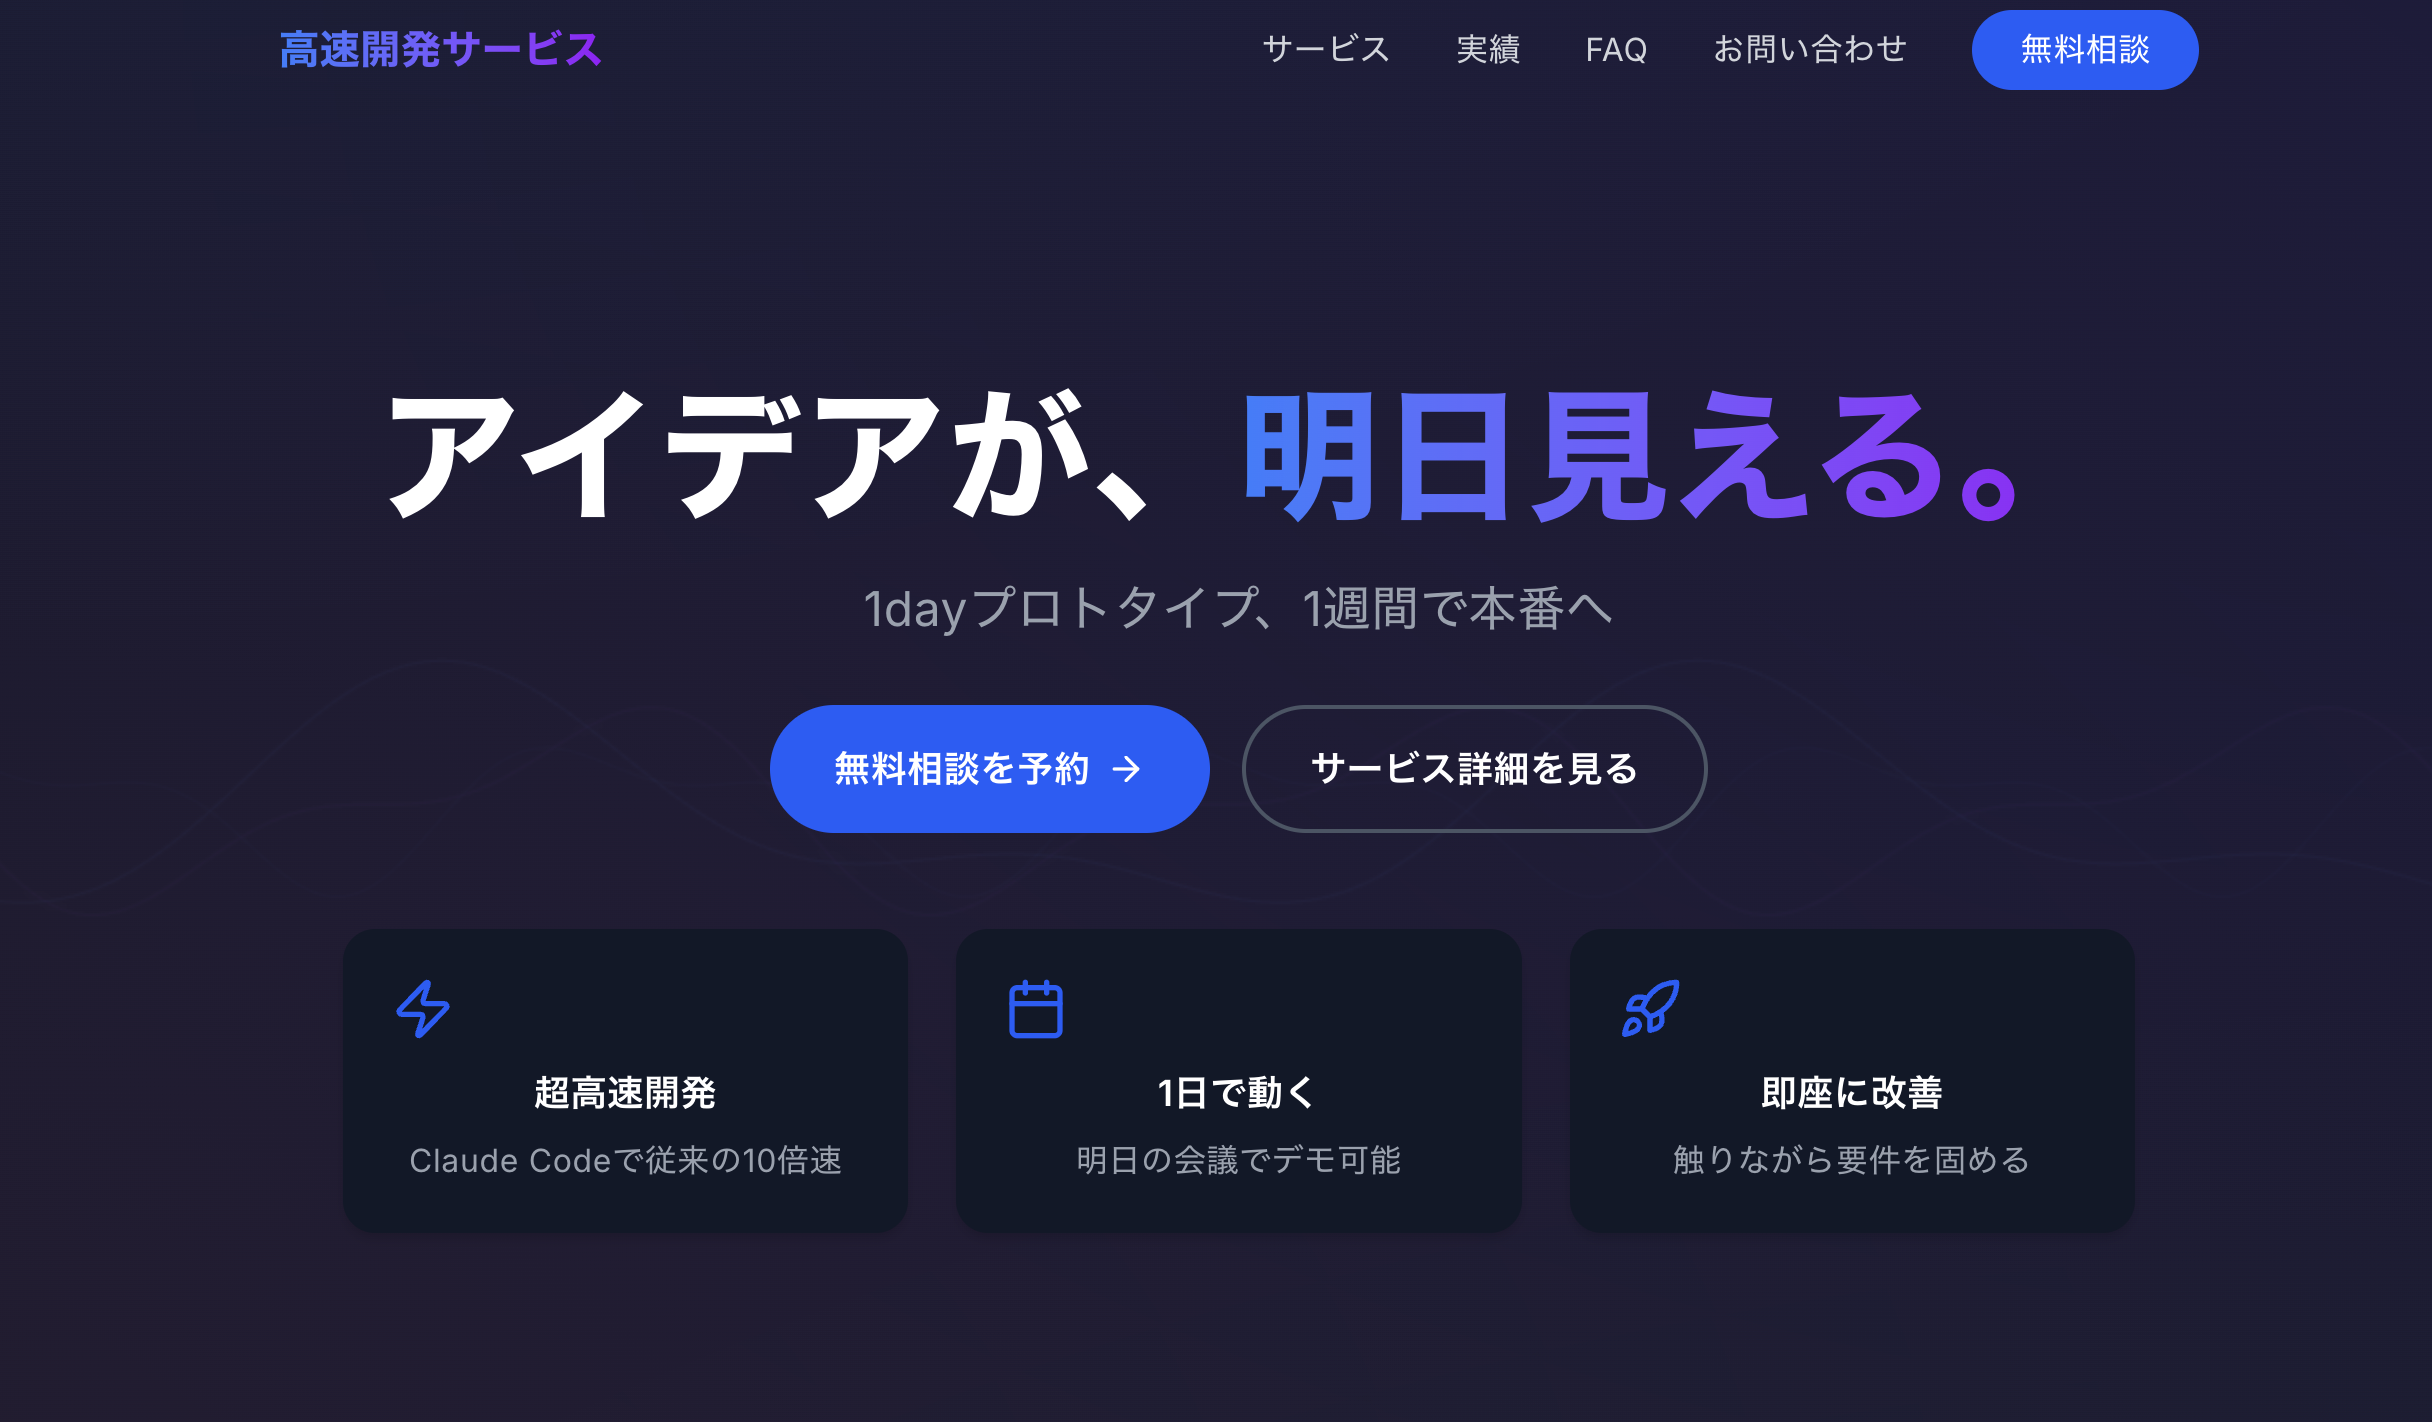 高速開発サービス
サービス 実績 FAQ お問い合わせ 無料相談
アイデアが、明日見える。
1dayプロトタイプ、1週間で本番へ
無料相談を予約 →
サービス詳細を見る
超高速開発
Claude Codeで従来の10倍速
1日で動く
明日の会議でデモ可能
即座に改善
触りながら要件を固める